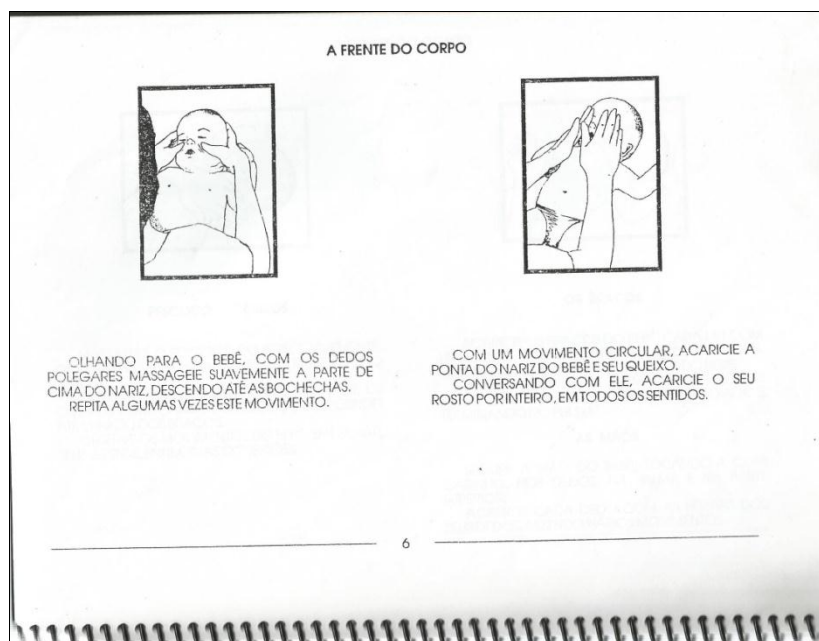 A FRENTE DO CORPO
OLHANDO PARA O BEBÊ, COM OS DEDOS
POLEGARES MASSAGEIE SUAVEMENTE A PARTE DE
CIMA DO NARIZ, DESCENDO ATÉ AS BOCHECHAS.
REPITA ALGUMAS VEZES ESTE MOVIMENTO.
COM UM MOVIMENTO CIRCULAR, ACARICIE A
PONTA DO NARIZ DO BEBÊ E SEU QUEIXO.
CONVERSANDO COM ELE, ACARICIE O SEU
ROSTO POR INTEIRO, EM TODOS OS SENTIDOS.
6